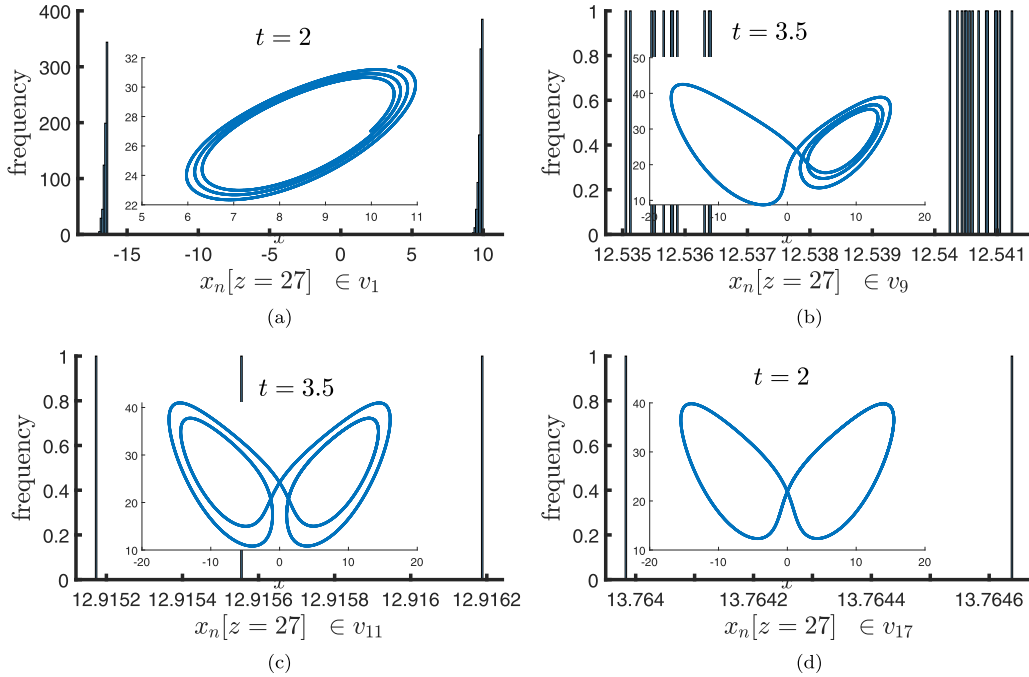 400
300
200
100
0
frequency
t = 2
32
30
28
26
24
22
5 6 7 8 9 10 11
x
-15 -10 -5 0 5 10
x_n[z = 27] ∈ v_1
(a)
1
0.8
0.6
0.4
0.2
0
frequency
t = 3.5
50
40
30
20
10
-20 -10 0 10 20
x
12.535 12.536 12.537 12.538 12.539 12.54 12.541
x_n[z = 27] ∈ v_9
(b)
1
0.8
0.6
0.4
0.2
0
frequency
t = 3.5
40
30
20
10
-20 -10 0 10 20
x
12.9152 12.9154 12.9156 12.9158 12.916 12.9162
x_n[z = 27] ∈ v_11
(c)
1
0.8
0.6
0.4
0.2
0
frequency
t = 2
40
30
20
10
-20 -10 0 10 20
13.764 13.7642 13.7644 13.7646
x_n[z = 27] ∈ v_17
(d)